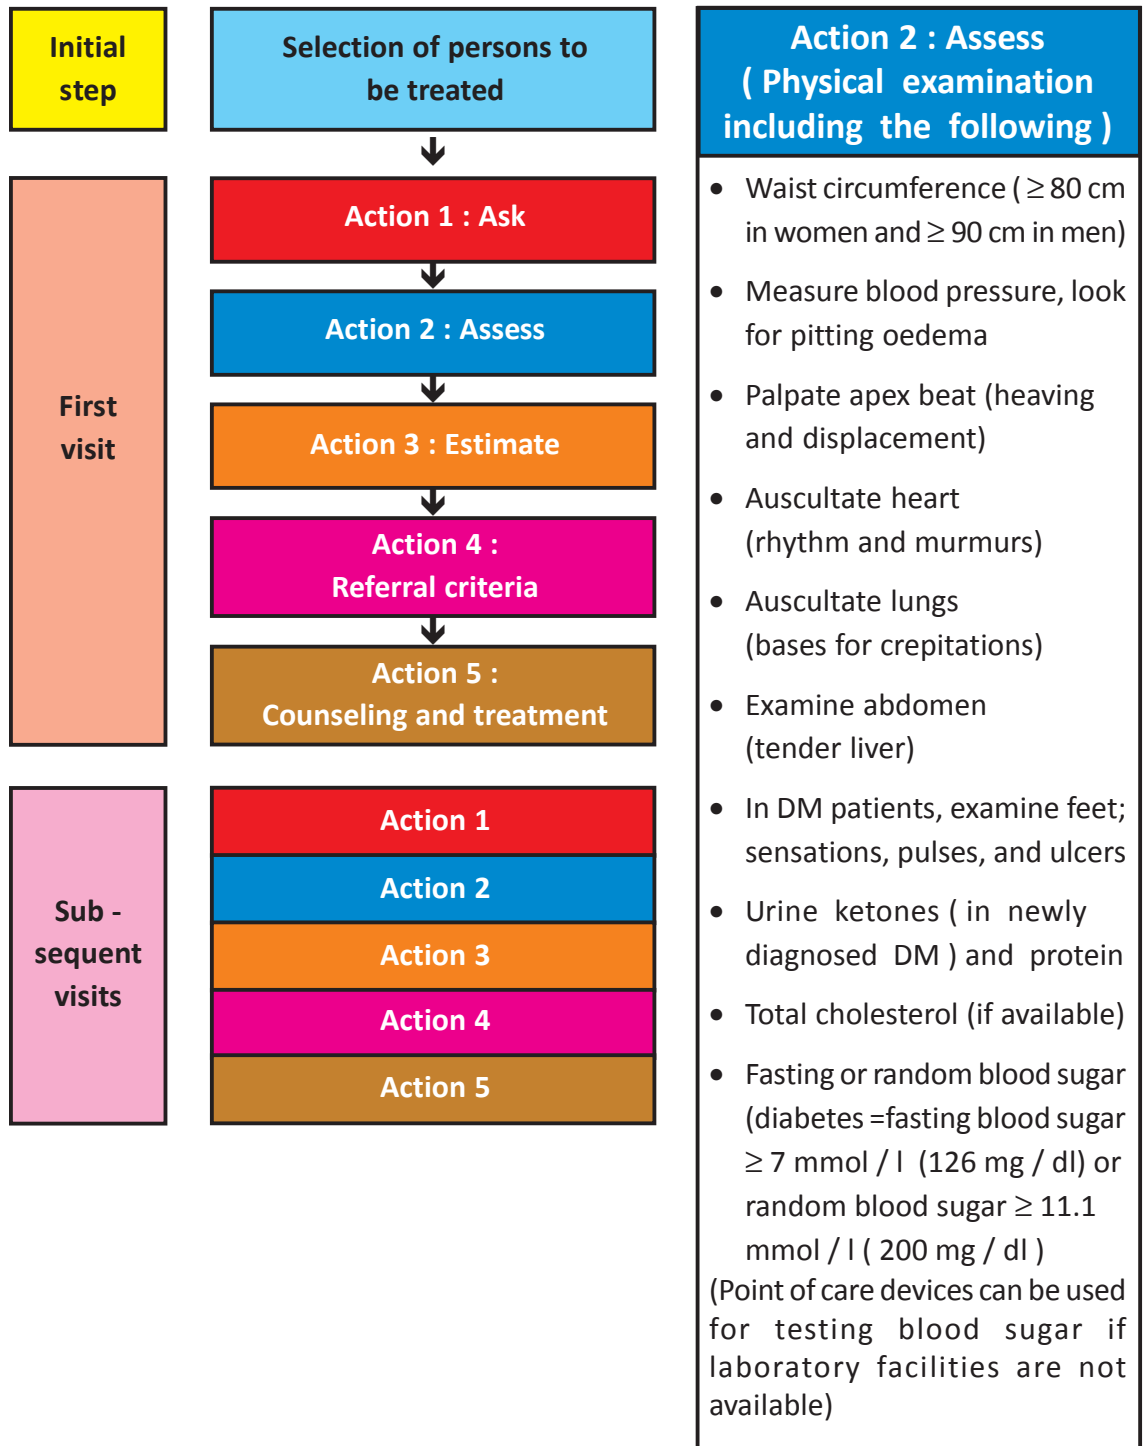 Initial
step
Selection of persons to
be treated
First
visit
Action 1 : Ask
Action 2 : Assess
Action 3 : Estimate
Action 4 :
Referral criteria
Action 5 :
Counseling and treatment
Sub -
sequent
visits
Action 1
Action 2
Action 3
Action 4
Action 5
Action 2 : Assess
( Physical examination
including the following )
• Waist circumference ( ≥ 80 cm
in women and ≥ 90 cm in men)
• Measure blood pressure, look
for pitting oedema
• Palpate apex beat (heaving
and displacement)
• Auscultate heart
(rhythm and murmurs)
• Auscultate lungs
(bases for crepitations)
• Examine abdomen
(tender liver)
• In DM patients, examine feet;
sensations, pulses, and ulcers
• Urine ketones ( in newly
diagnosed DM ) and protein
• Total cholesterol (if available)
• Fasting or random blood sugar
(diabetes =fasting blood sugar
≥ 7 mmol / l (126 mg / dl) or
random blood sugar ≥ 11.1
mmol / l ( 200 mg / dl )
(Point of care devices can be used
for testing blood sugar if
laboratory facilities are not
available)